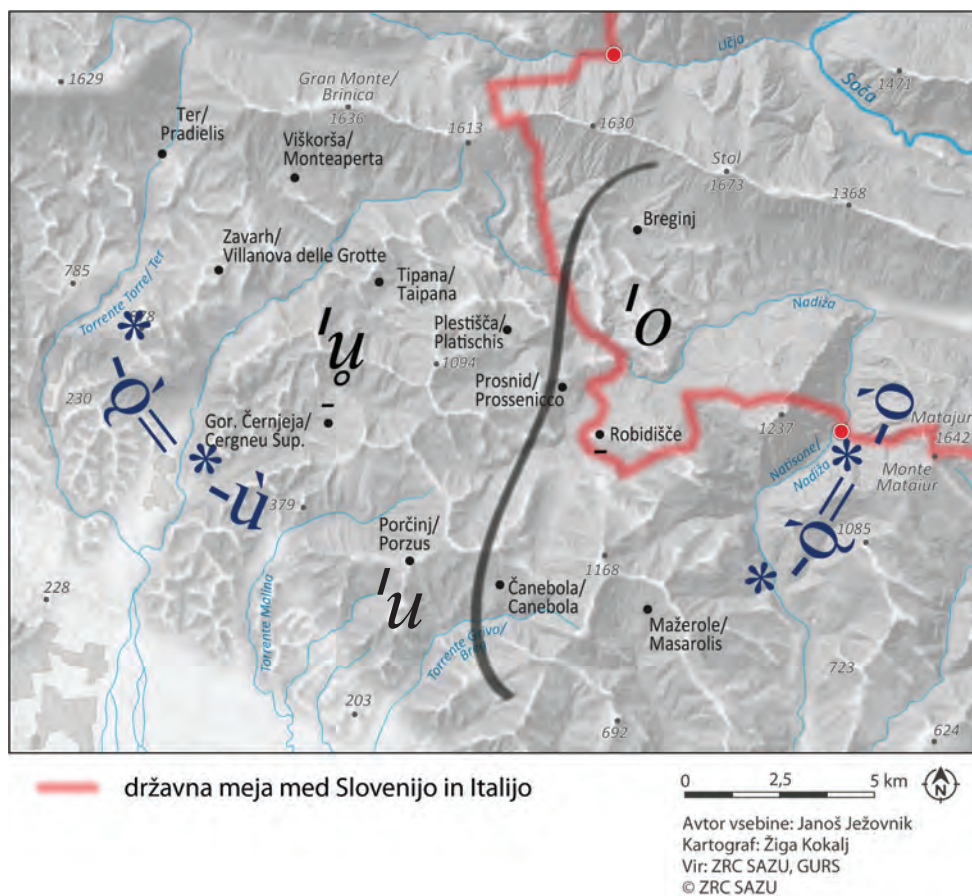 1629
Gran Monte/
Brinica
1636
1613
1630
Učja
Soča
1471
Stol
1673
1368
Ter/
Pradielis
Viškorša/
Monteaperta
Breginj
Zavarh/
Villanova delle Grotte
785
Torrente Torre/Ter
Tipana/
Taipana
ˈu̥
ˈo
Nadiža
Plestišča/
Platischis
1094
Prosnid/
Prossenicco
230
Gor. Černjeja/
Cergneu Sup.
Robidišče
1237
Matajur
1642
Monte
Mataiur
Natisone/
Nadiža
*-ǫ̀ = *-ù
*-ò = *-ǫ̀
379
1085
Porčinj/
Porzus
ˈu
228
Torrente Malina
Čanebola/
Canebola
1168
Mažerole/
Masarolis
723
203
692
624
državna meja med Slovenijo in Italijo
0 2,5 5 km
N
Avtor vsebine: Janoš Ježovnik
Kartograf: Žiga Kokalj
Vir: ZRC SAZU, GURS
© ZRC SAZU